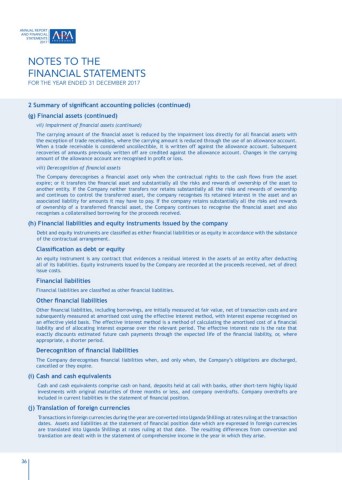 ANNUAL REPORT
AND FINANCIAL
STATEMENTS
2017
APA
INSURANCE
NOTES TO THE
FINANCIAL STATEMENTS
FOR THE YEAR ENDED 31 DECEMBER 2017
2 Summary of significant accounting policies (continued)
(g) Financial assets (continued)
vii) Impairment of financial assets (continued)
The carrying amount of the financial asset is reduced by the impairment loss directly for all financial assets with
the exception of trade receivables, where the carrying amount is reduced through the use of an allowance account.
When a trade receivable is considered uncollectible, it is written off against the allowance account. Subsequent
recoveries of amounts previously written off are credited against the allowance account. Changes in the carrying
amount of the allowance account are recognised in profit or loss.
viii) Derecognition of financial assets
The Company derecognises a financial asset only when the contractual rights to the cash flows from the asset
expire; or it transfers the financial asset and substantially all the risks and rewards of ownership of the asset to
another entity. If the Company neither transfers nor retains substantially all the risks and rewards of ownership
and continues to control the transferred asset, the company recognises its retained interest in the asset and an
associated liability for amounts it may have to pay. If the company retains substantially all the risks and rewards
of ownership of a transferred financial asset, the Company continues to recognise the financial asset and also
recognises a collateralised borrowing for the proceeds received.
(h) Financial liabilities and equity instruments issued by the company
Debt and equity instruments are classified as either financial liabilities or as equity in accordance with the substance
of the contractual arrangement.
Classification as debt or equity
An equity instrument is any contract that evidences a residual interest in the assets of an entity after deducting
all of its liabilities. Equity instruments issued by the Company are recorded at the proceeds received, net of direct
issue costs.
Financial liabilities
Financial liabilities are classified as other financial liabilities.
Other financial liabilities
Other financial liabilities, including borrowings, are initially measured at fair value, net of transaction costs and are
subsequently measured at amortised cost using the effective interest method, with interest expense recognised on
an effective yield basis. The effective interest method is a method of calculating the amortised cost of a financial
liability and of allocating interest expense over the relevant period. The effective interest rate is the rate that
exactly discounts estimated future cash payments through the expected life of the financial liability, or, where
appropriate, a shorter period.
Derecognition of financial liabilities
The Company derecognises financial liabilities when, and only when, the Company's obligations are discharged,
cancelled or they expire.
(i) Cash and cash equivalents
Cash and cash equivalents comprise cash on hand, deposits held at call with banks, other short-term highly liquid
investments with original maturities of three months or less, and company overdrafts. Company overdrafts are
included in current liabilities in the statement of financial position.
(j) Translation of foreign currencies
Transactions in foreign currencies during the year are converted into Uganda Shillings at rates ruling at the transaction
dates. Assets and liabilities at the statement of financial position date which are expressed in foreign currencies
are translated into Uganda Shillings at rates ruling at that date. The resulting differences from conversion and
translation are dealt with in the statement of comprehensive income in the year in which they arise.
36